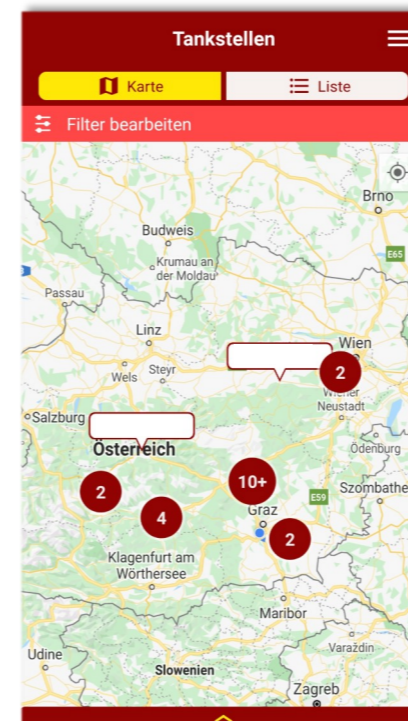 Tankstellen
Karte
Liste
Filter bearbeiten
Brno
Budweis
E65
Krumau an
der Moldau
Passau
Linz
Wien
Wels
Steyr
2
Wiener
Neustadt
Salzburg
Österreich
Ödenburg
10+
2
E59
Szombathe
4
Graz
2
Klagenfurt am
Wörthersee
Maribor
Varaždin
Udine
Slowenien
Zagreb